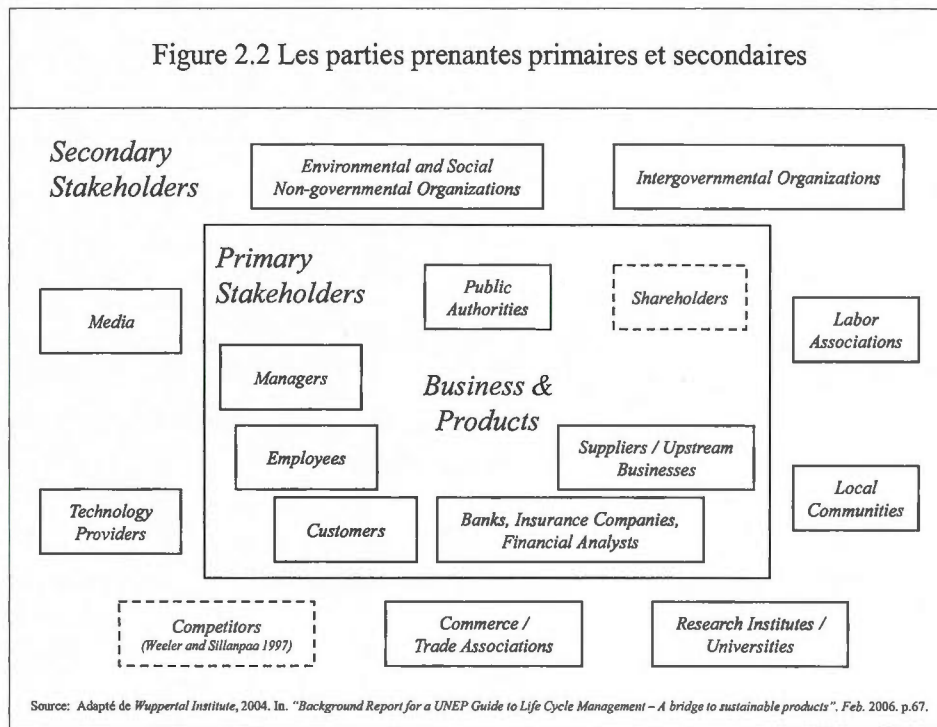 Figure 2.2 Les parties prenantes primaires et secondaires
Secondary
Stakeholders
Environmental and Social
Non-governmental Organizations
Intergovernmental Organizations
Primary
Stakeholders
Public
Authorities
Shareholders
Media
Labor
Associations
Managers
Business &
Products
Employees
Suppliers / Upstream
Businesses
Technology
Providers
Local
Communities
Customers
Banks, Insurance Companies,
Financial Analysts
Competitors
(Weeler and Sillanpaa 1997)
Commerce /
Trade Associations
Research Institutes /
Universities
Source: Adapté de Wuppertal Institute, 2004. In. "Background Report for a UNEP Guide to Life Cycle Management – A bridge to sustainable products". Feb. 2006. p.67.